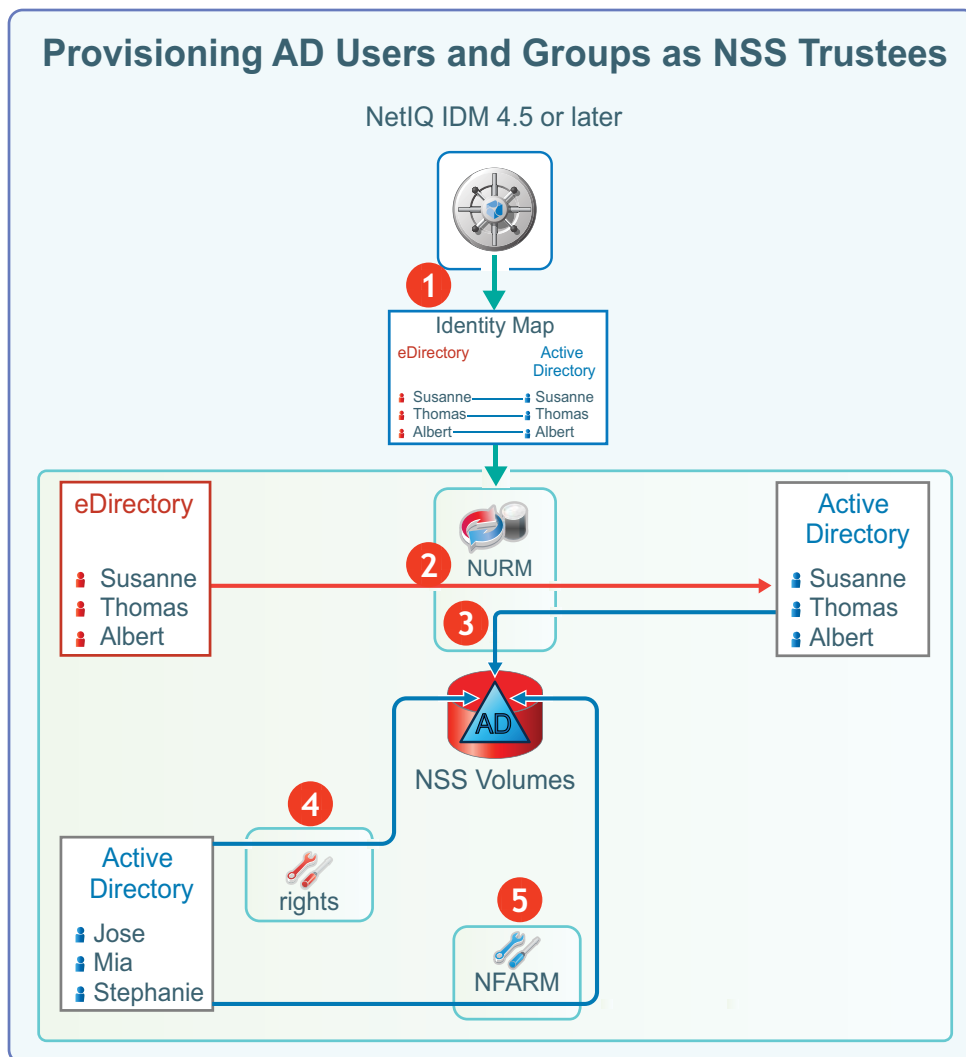 Provisioning AD Users and Groups as NSS Trustees
NetIQ IDM 4.5 or later
1
Identity Map
eDirectory
Active
Directory
Susanne
Susanne
Thomas
Thomas
Albert
Albert
eDirectory
Susanne
Thomas
Albert
NURM
2
3
Active
Directory
Susanne
Thomas
Albert
AD
NSS Volumes
4
rights
Active
Directory
Jose
Mia
Stephanie
5
NFARM